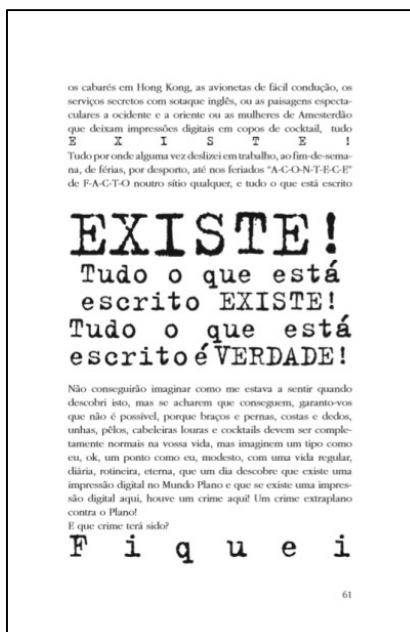 os cabarés em Hong Kong, as avionetas de fácil condução, os
serviços secretos com sotaque inglês, ou as paisagens especta-
culares a ocidente e a oriente ou as mulheres de Amesterdão
que deixam impressões digitais em copos de cocktail, tudo
E X I S T E !
Tudo por onde alguma vez deslizei em trabalho, ao fim-de-sema-
na, de férias, por desporto, até nos feriados “A-C-O-N-T-E-C-E”
de F-A-C-T-O noutro sítio qualquer, e tudo o que está escrito
EXISTE!
Tudo o que está
escrito EXISTE!
Tudo o que está
escrito é VERDADE!
Não conseguirão imaginar como me estava a sentir quando
descobri isto, mas se acharem que conseguem, garanto-vos
que não é possível, porque braços e pernas, costas e dedos,
unhas, pêlos, cabeleiras louras e cocktails devem ser comple-
tamente normais na vossa vida, mas imaginem um tipo como
eu, ok, um ponto como eu, modesto, com uma vida regular,
diária, rotineira, eterna, que um dia descobre que existe uma
impressão digital no Mundo Plano e que se existe uma impres-
são digital aqui, houve um crime aqui! Um crime extraplano
contra o Plano!
E que crime terá sido?
F i q u e i
61